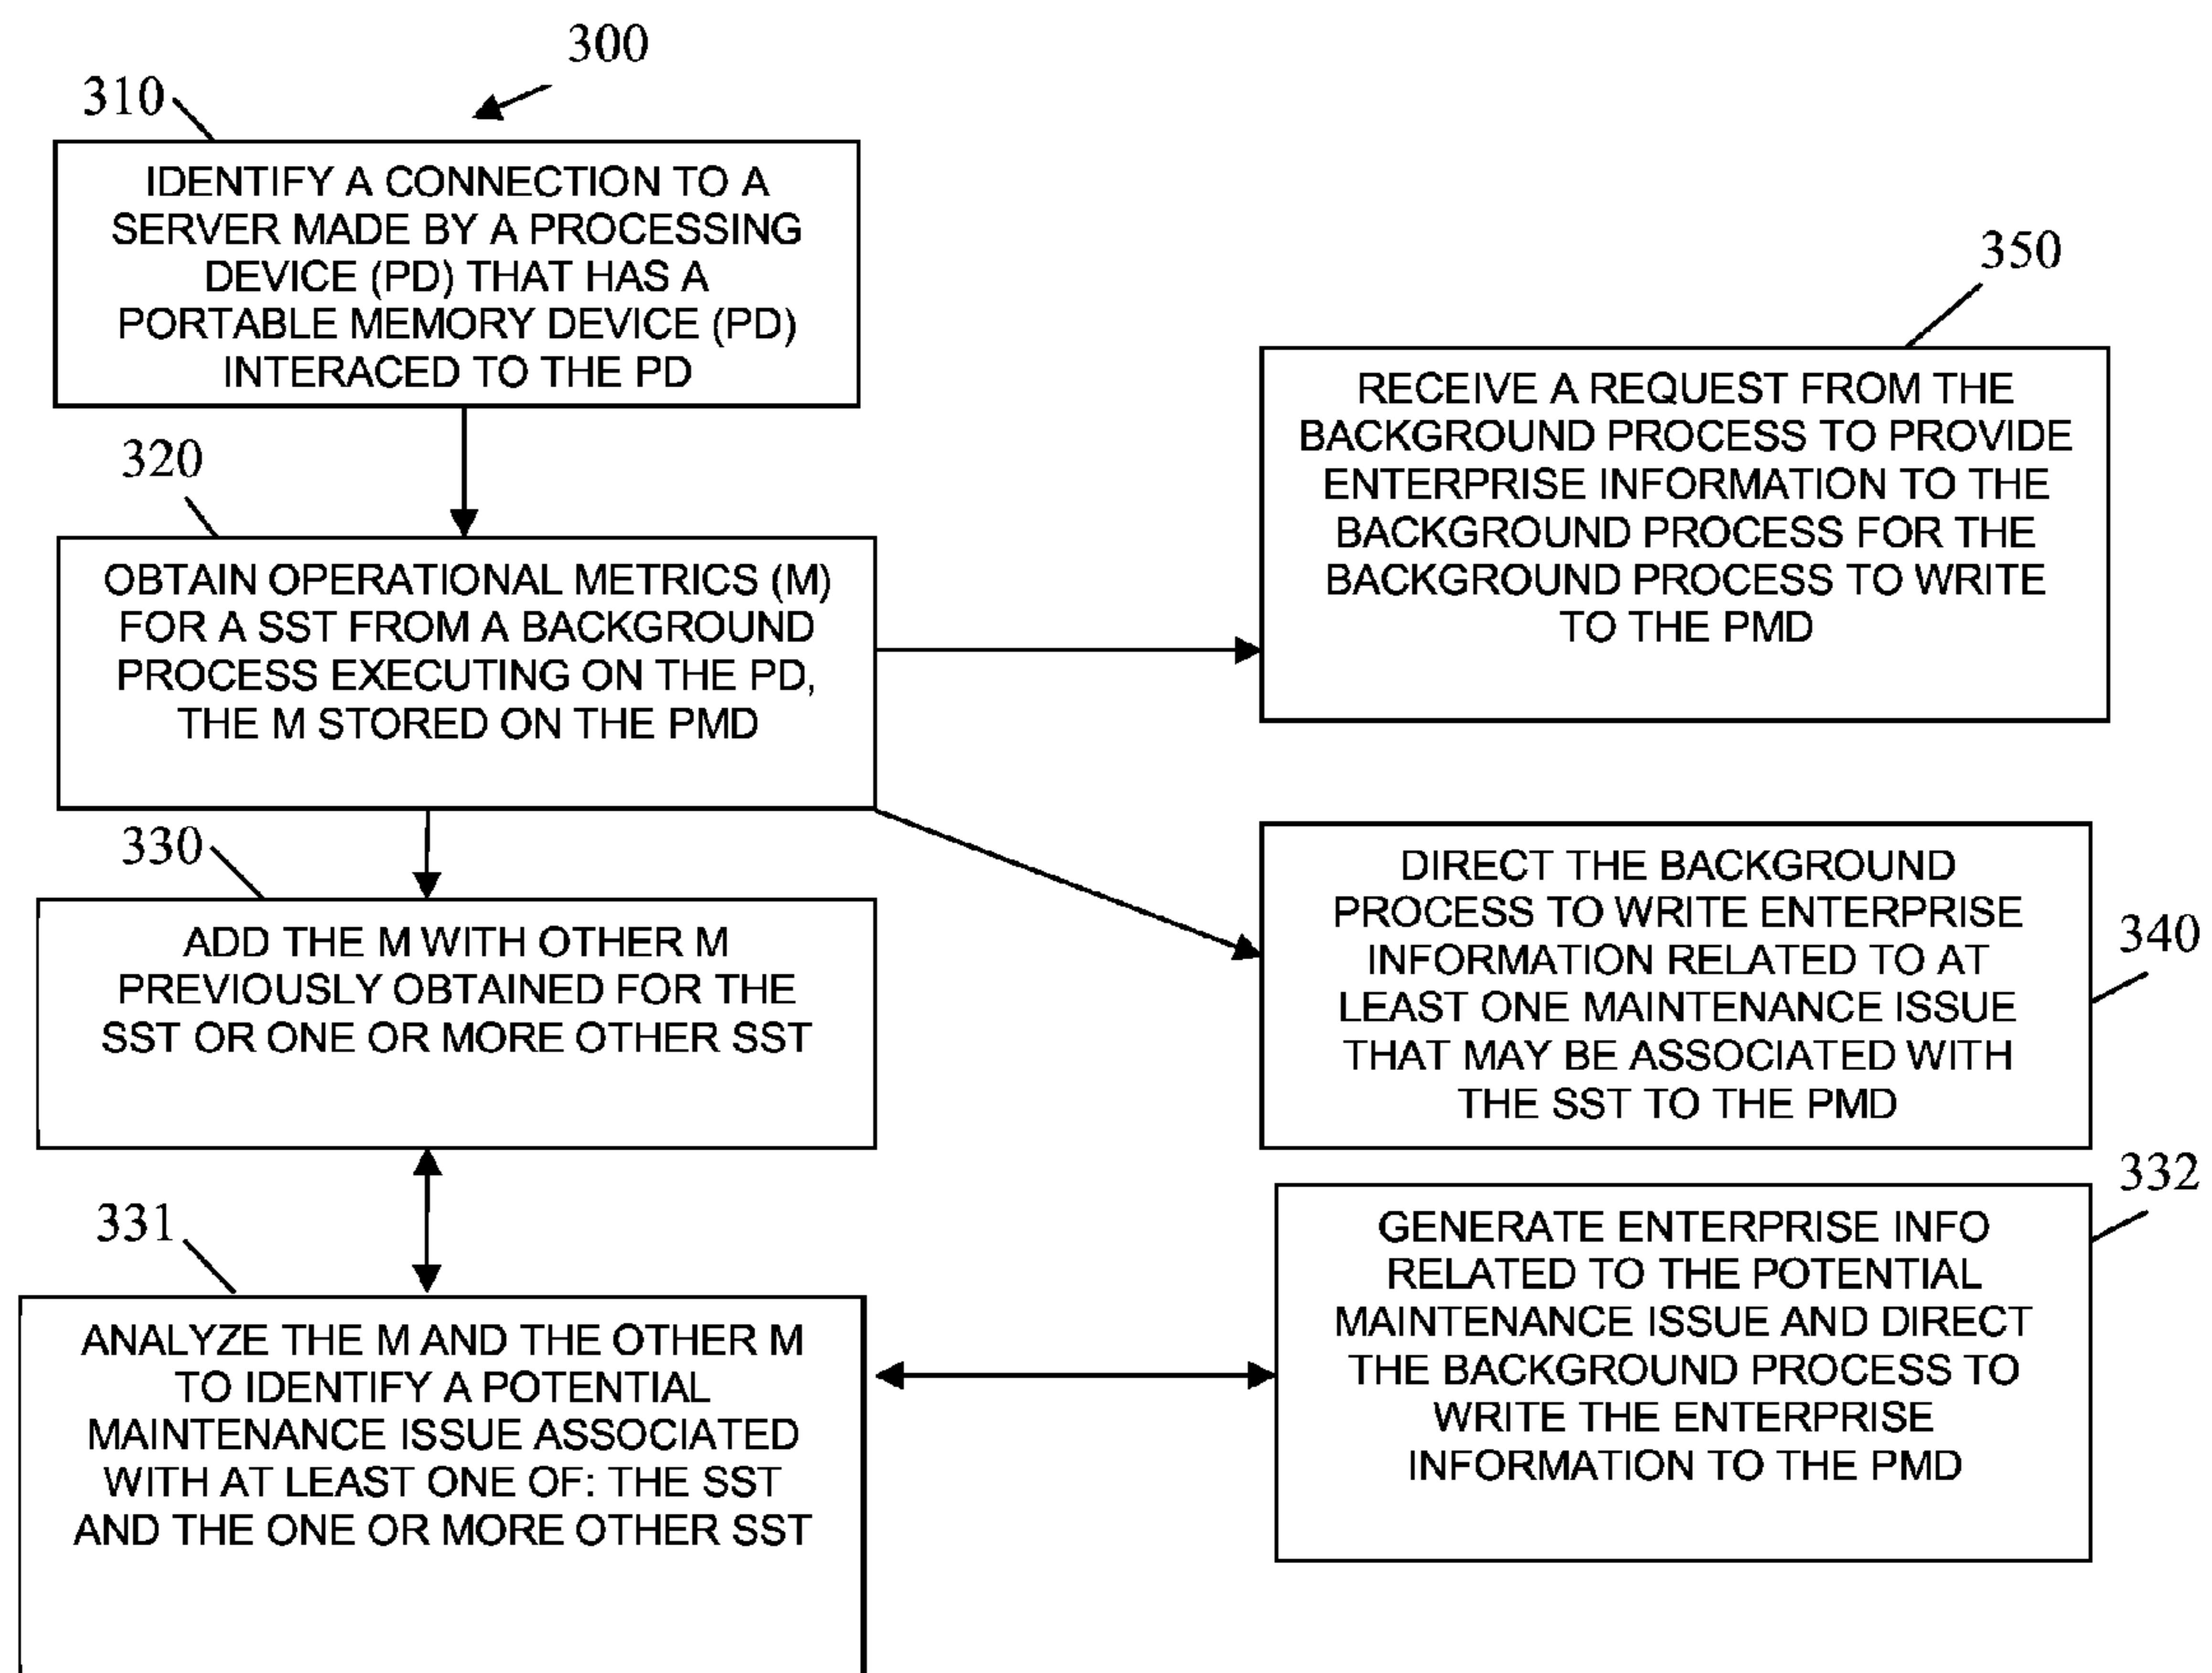 300
310
IDENTIFY A CONNECTION TO A
SERVER MADE BY A PROCESSING
DEVICE (PD) THAT HAS A
PORTABLE MEMORY DEVICE (PD)
INTERACED TO THE PD
320
OBTAIN OPERATIONAL METRICS (M)
FOR A SST FROM A BACKGROUND
PROCESS EXECUTING ON THE PD,
THE M STORED ON THE PMD
330
ADD THE M WITH OTHER M
PREVIOUSLY OBTAINED FOR THE
SST OR ONE OR MORE OTHER SST
331
ANALYZE THE M AND THE OTHER M
TO IDENTIFY A POTENTIAL
MAINTENANCE ISSUE ASSOCIATED
WITH AT LEAST ONE OF: THE SST
AND THE ONE OR MORE OTHER SST
350
RECEIVE A REQUEST FROM THE
BACKGROUND PROCESS TO PROVIDE
ENTERPRISE INFORMATION TO THE
BACKGROUND PROCESS FOR THE
BACKGROUND PROCESS TO WRITE
TO THE PMD
340
DIRECT THE BACKGROUND
PROCESS TO WRITE ENTERPRISE
INFORMATION RELATED TO AT
LEAST ONE MAINTENANCE ISSUE
THAT MAY BE ASSOCIATED WITH
THE SST TO THE PMD
332
GENERATE ENTERPRISE INFO
RELATED TO THE POTENTIAL
MAINTENANCE ISSUE AND DIRECT
THE BACKGROUND PROCESS TO
WRITE THE ENTERPRISE
INFORMATION TO THE PMD